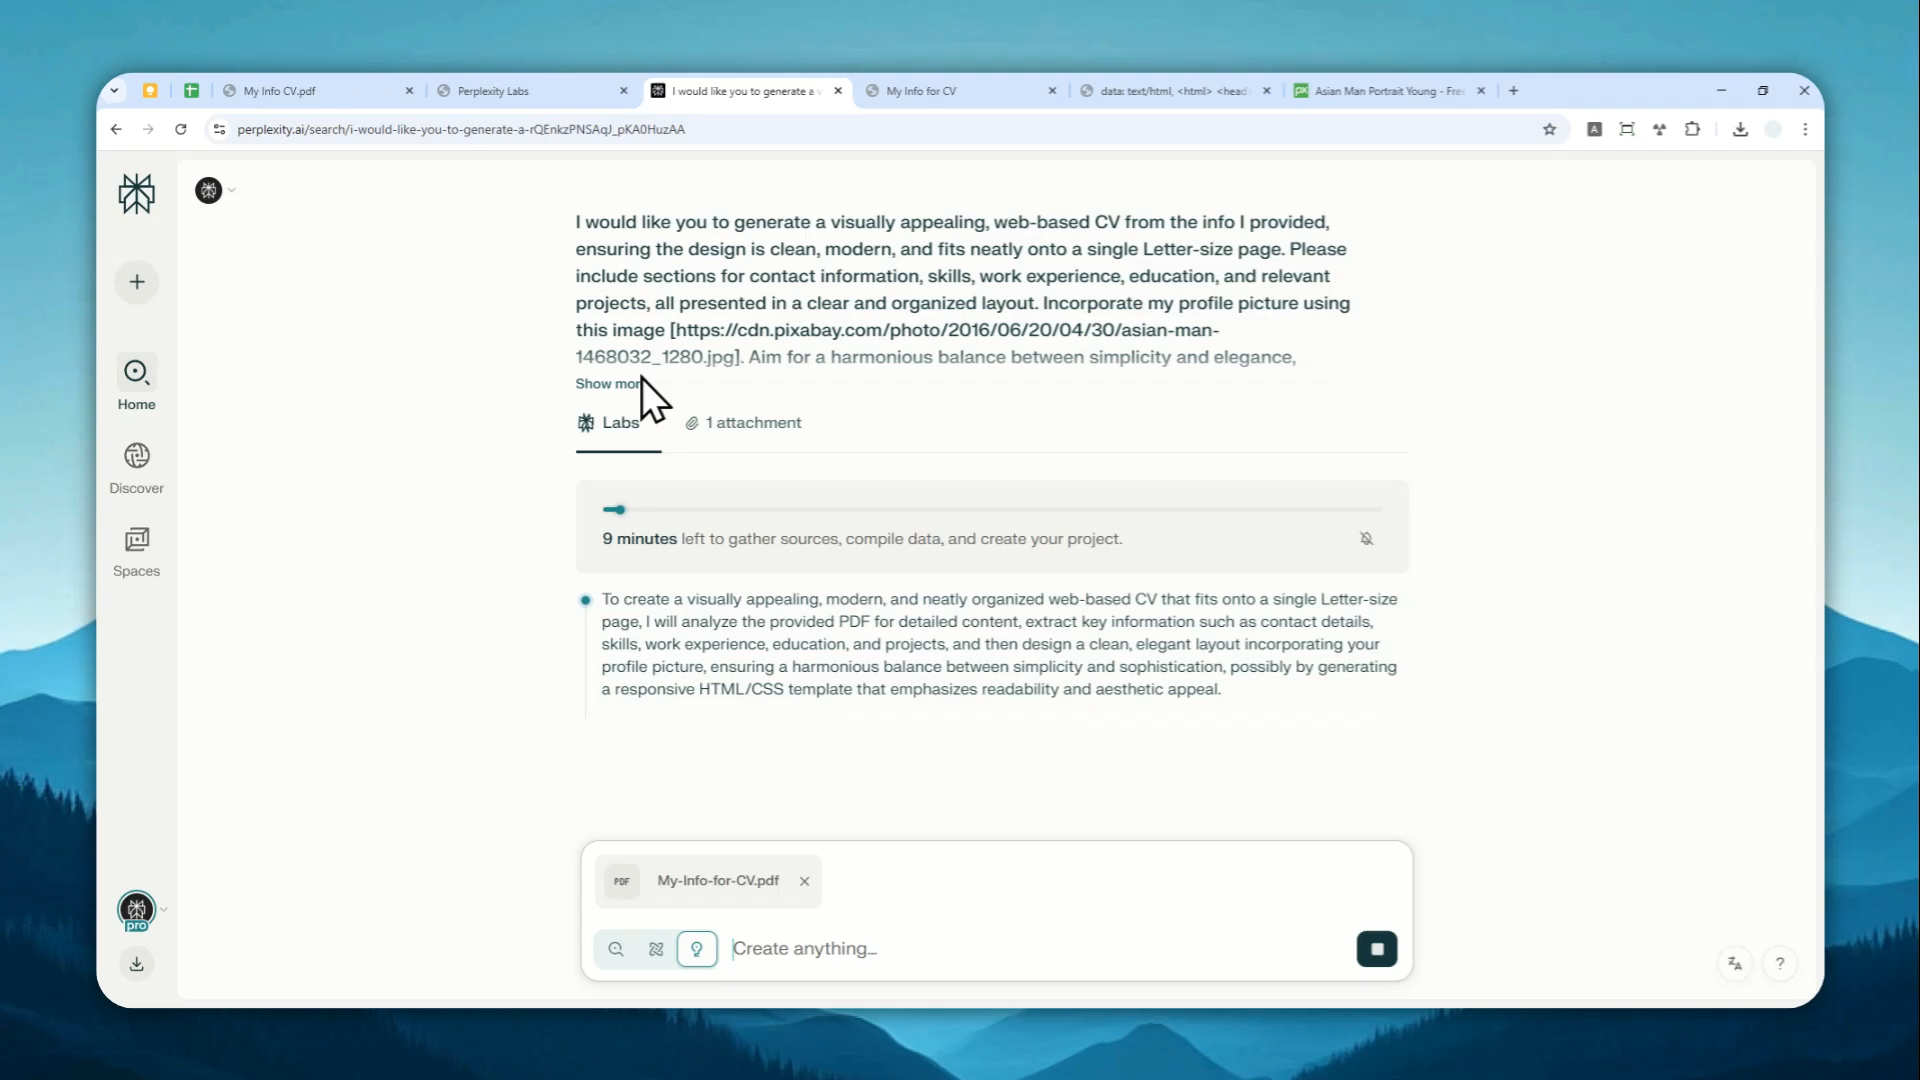 My Info CV.pdf
Perplexity Labs
I would like you to generate a v
My Info for CV
data: text/html, <html> <head>
Asian Man Portrait Young - Fre
perplexity.ai/search/i-would-like-you-to-generate-a-rQEnkzPNSAqJ_pKA0HuzAA
I would like you to generate a visually appealing, web-based CV from the info I provided,
ensuring the design is clean, modern, and fits neatly onto a single Letter-size page. Please
include sections for contact information, skills, work experience, education, and relevant
projects, all presented in a clear and organized layout. Incorporate my profile picture using
this image [https://cdn.pixabay.com/photo/2016/06/20/04/30/asian-man-
1468032_1280.jpg]. Aim for a harmonious balance between simplicity and elegance,
Show mor
Labs
1 attachment
9 minutes left to gather sources, compile data, and create your project.
To create a visually appealing, modern, and neatly organized web-based CV that fits onto a single Letter-size
page, I will analyze the provided PDF for detailed content, extract key information such as contact details,
skills, work experience, education, and projects, and then design a clean, elegant layout incorporating your
profile picture, ensuring a harmonious balance between simplicity and sophistication, possibly by generating
a responsive HTML/CSS template that emphasizes readability and aesthetic appeal.
Home
Discover
Spaces
pro
PDF
My-Info-for-CV.pdf
Create anything...
?